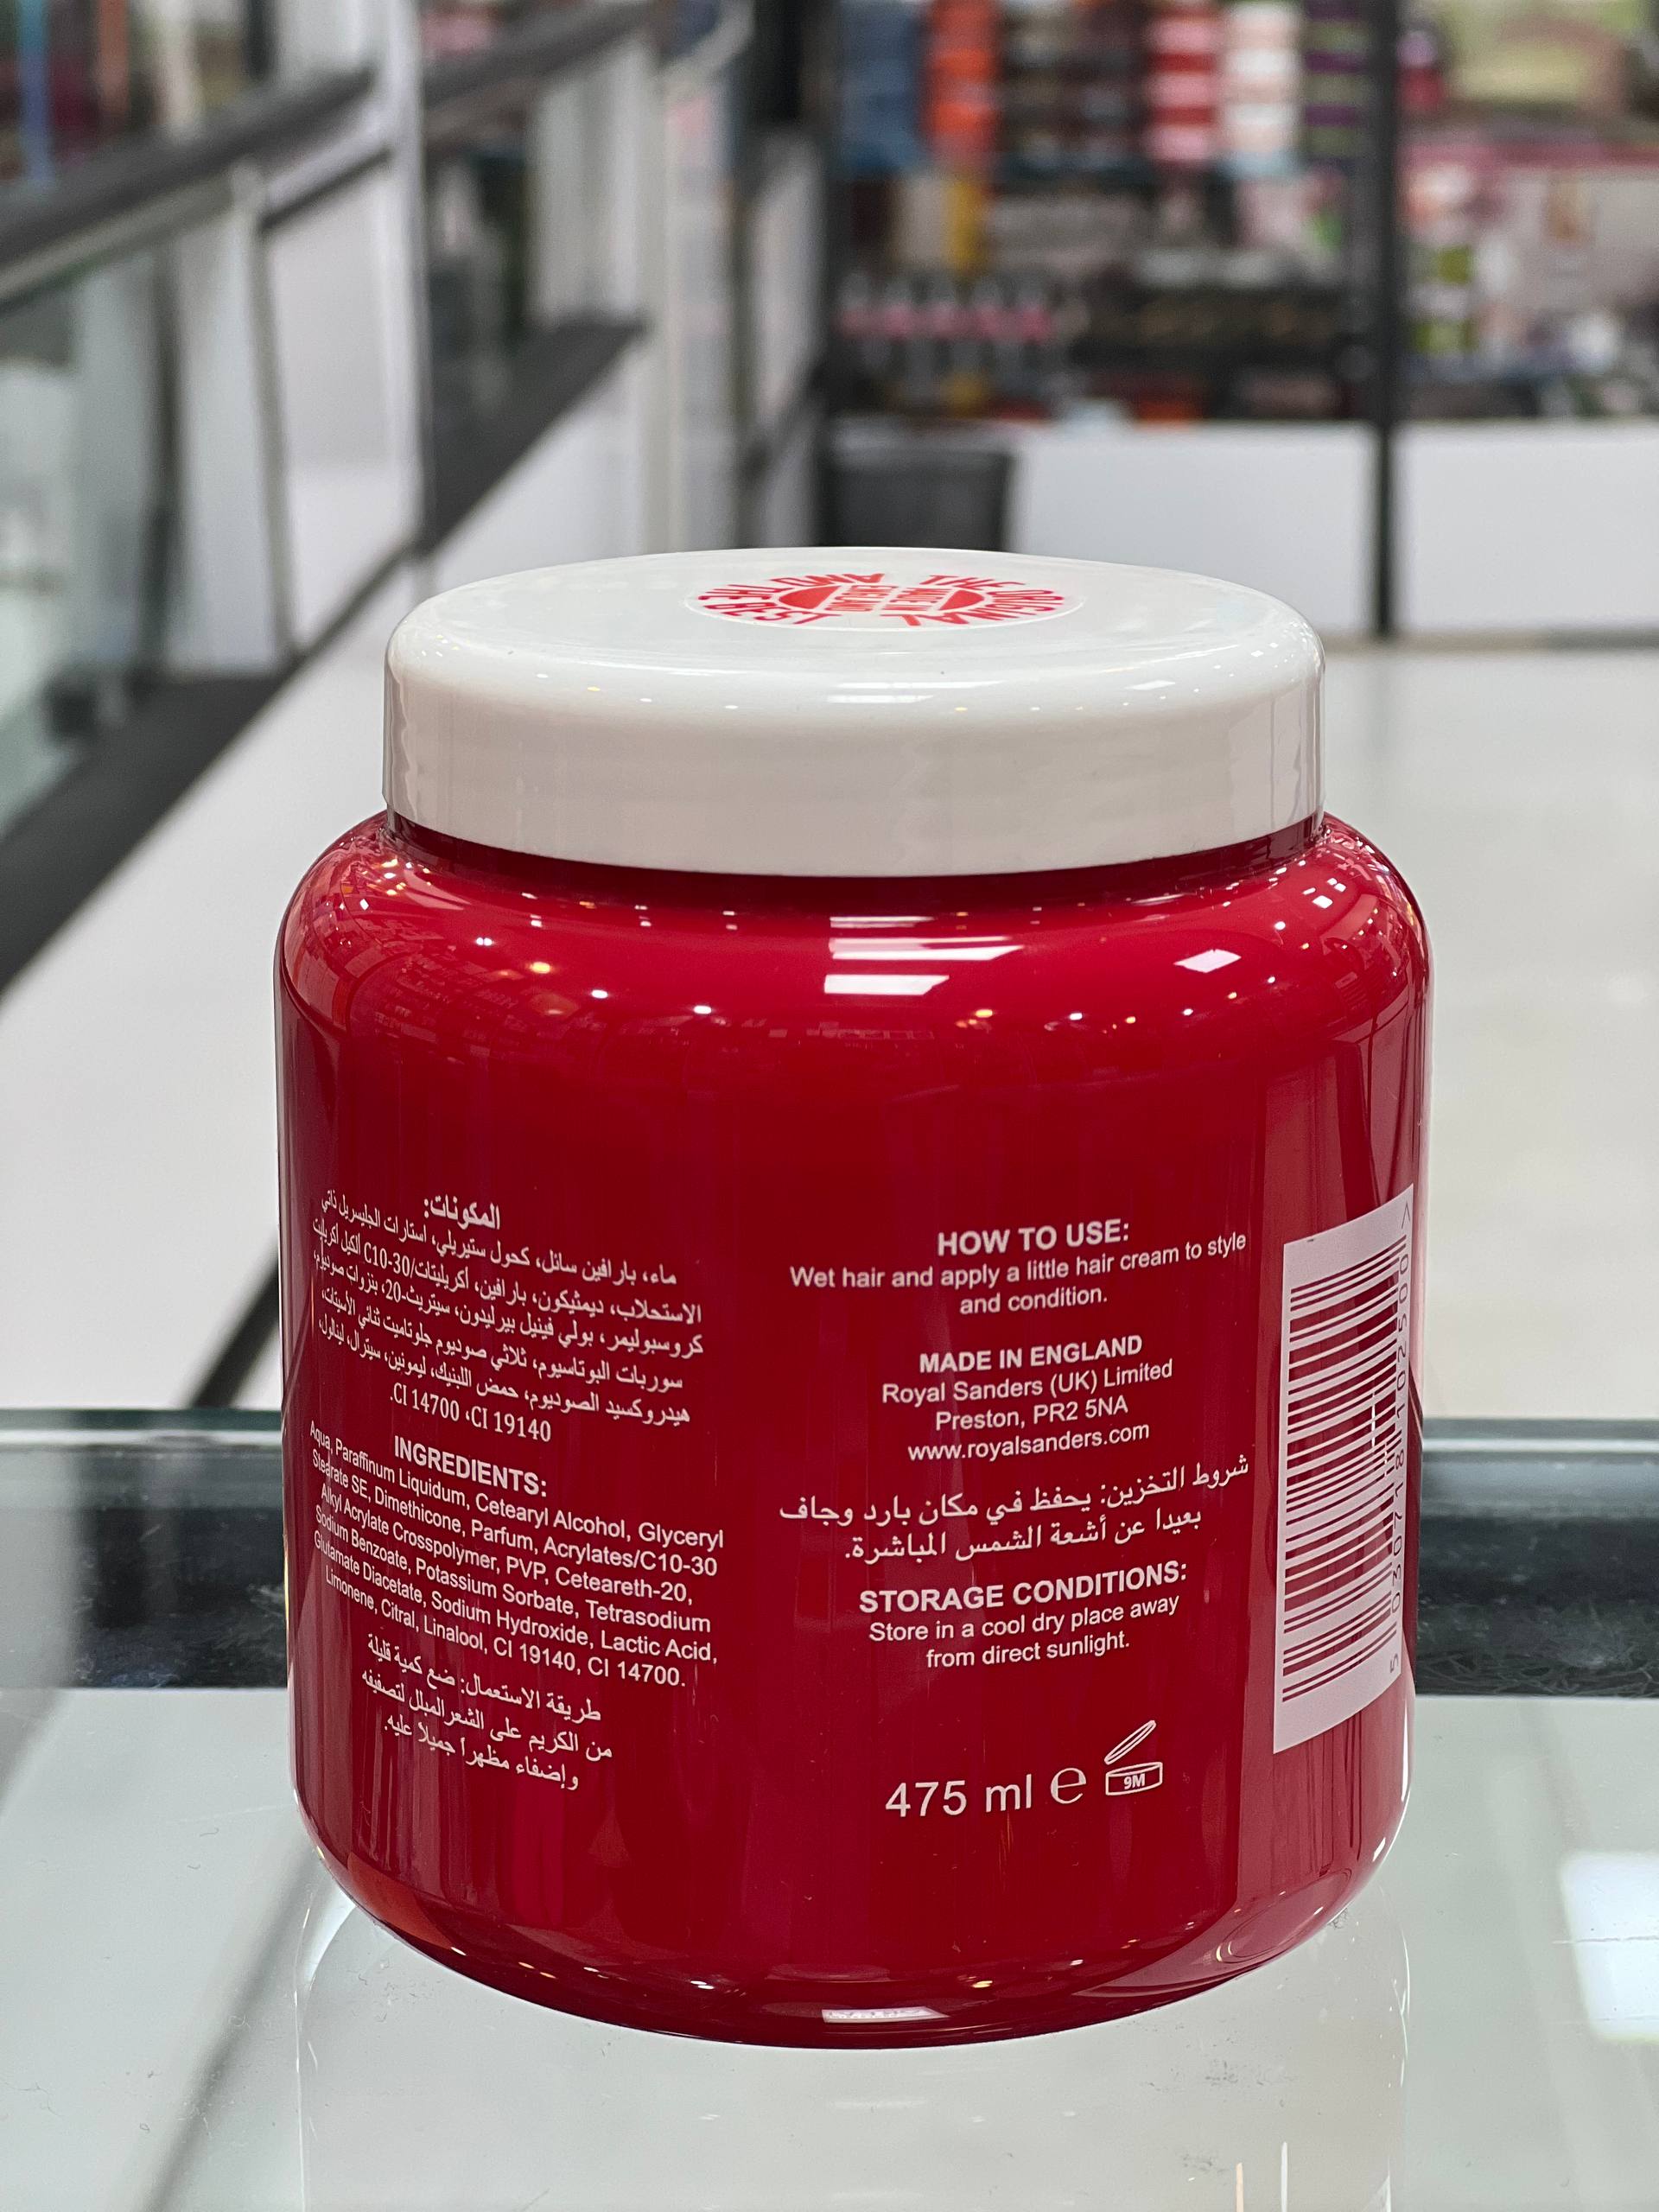 THE ORIGINAL
AND
THE BEST
المكونات:
ماء، بارافين سائل، كحول ستيريلي، استارات الجليسريل ذاتي
الاستحلاب، ديمثيكون، بارافين، أكريليتات/C10-30 ألكيل أكريليت
كروسبوليمر، بولي فينيل بيرليدون، سيتريث-20، بنزوات صوديوم،
سوربات البوتاسيوم، ثلاثي صوديوم جلوتاميت ثنائي الأسيتات،
هيدروكسيد الصوديوم، حمض اللبنيك، ليمونين، سيترال، لينالول،
CI 14700 ،CI 19140.
INGREDIENTS:
Aqua, Paraffinum Liquidum, Cetearyl Alcohol, Glyceryl
Stearate SE, Dimethicone, Parfum, Acrylates/C10-30
Alkyl Acrylate Crosspolymer, PVP, Ceteareth-20,
Sodium Benzoate, Potassium Sorbate, Tetrasodium
Glutamate Diacetate, Sodium Hydroxide, Lactic Acid,
Limonene, Citral, Linalool, CI 19140, CI 14700.
طريقة الاستعمال: ضع كمية قليلة
من الكريم على الشعر المبلل لتصفيفه
وإضفاء مظهراً جميلاً عليه.
HOW TO USE:
Wet hair and apply a little hair cream to style
and condition.
MADE IN ENGLAND
Royal Sanders (UK) Limited
Preston, PR2 5NA
www.royalsanders.com
شروط التخزين: يحفظ في مكان بارد وجاف
بعيدا عن أشعة الشمس المباشرة.
STORAGE CONDITIONS:
Store in a cool dry place away
from direct sunlight.
475 ml e 9M